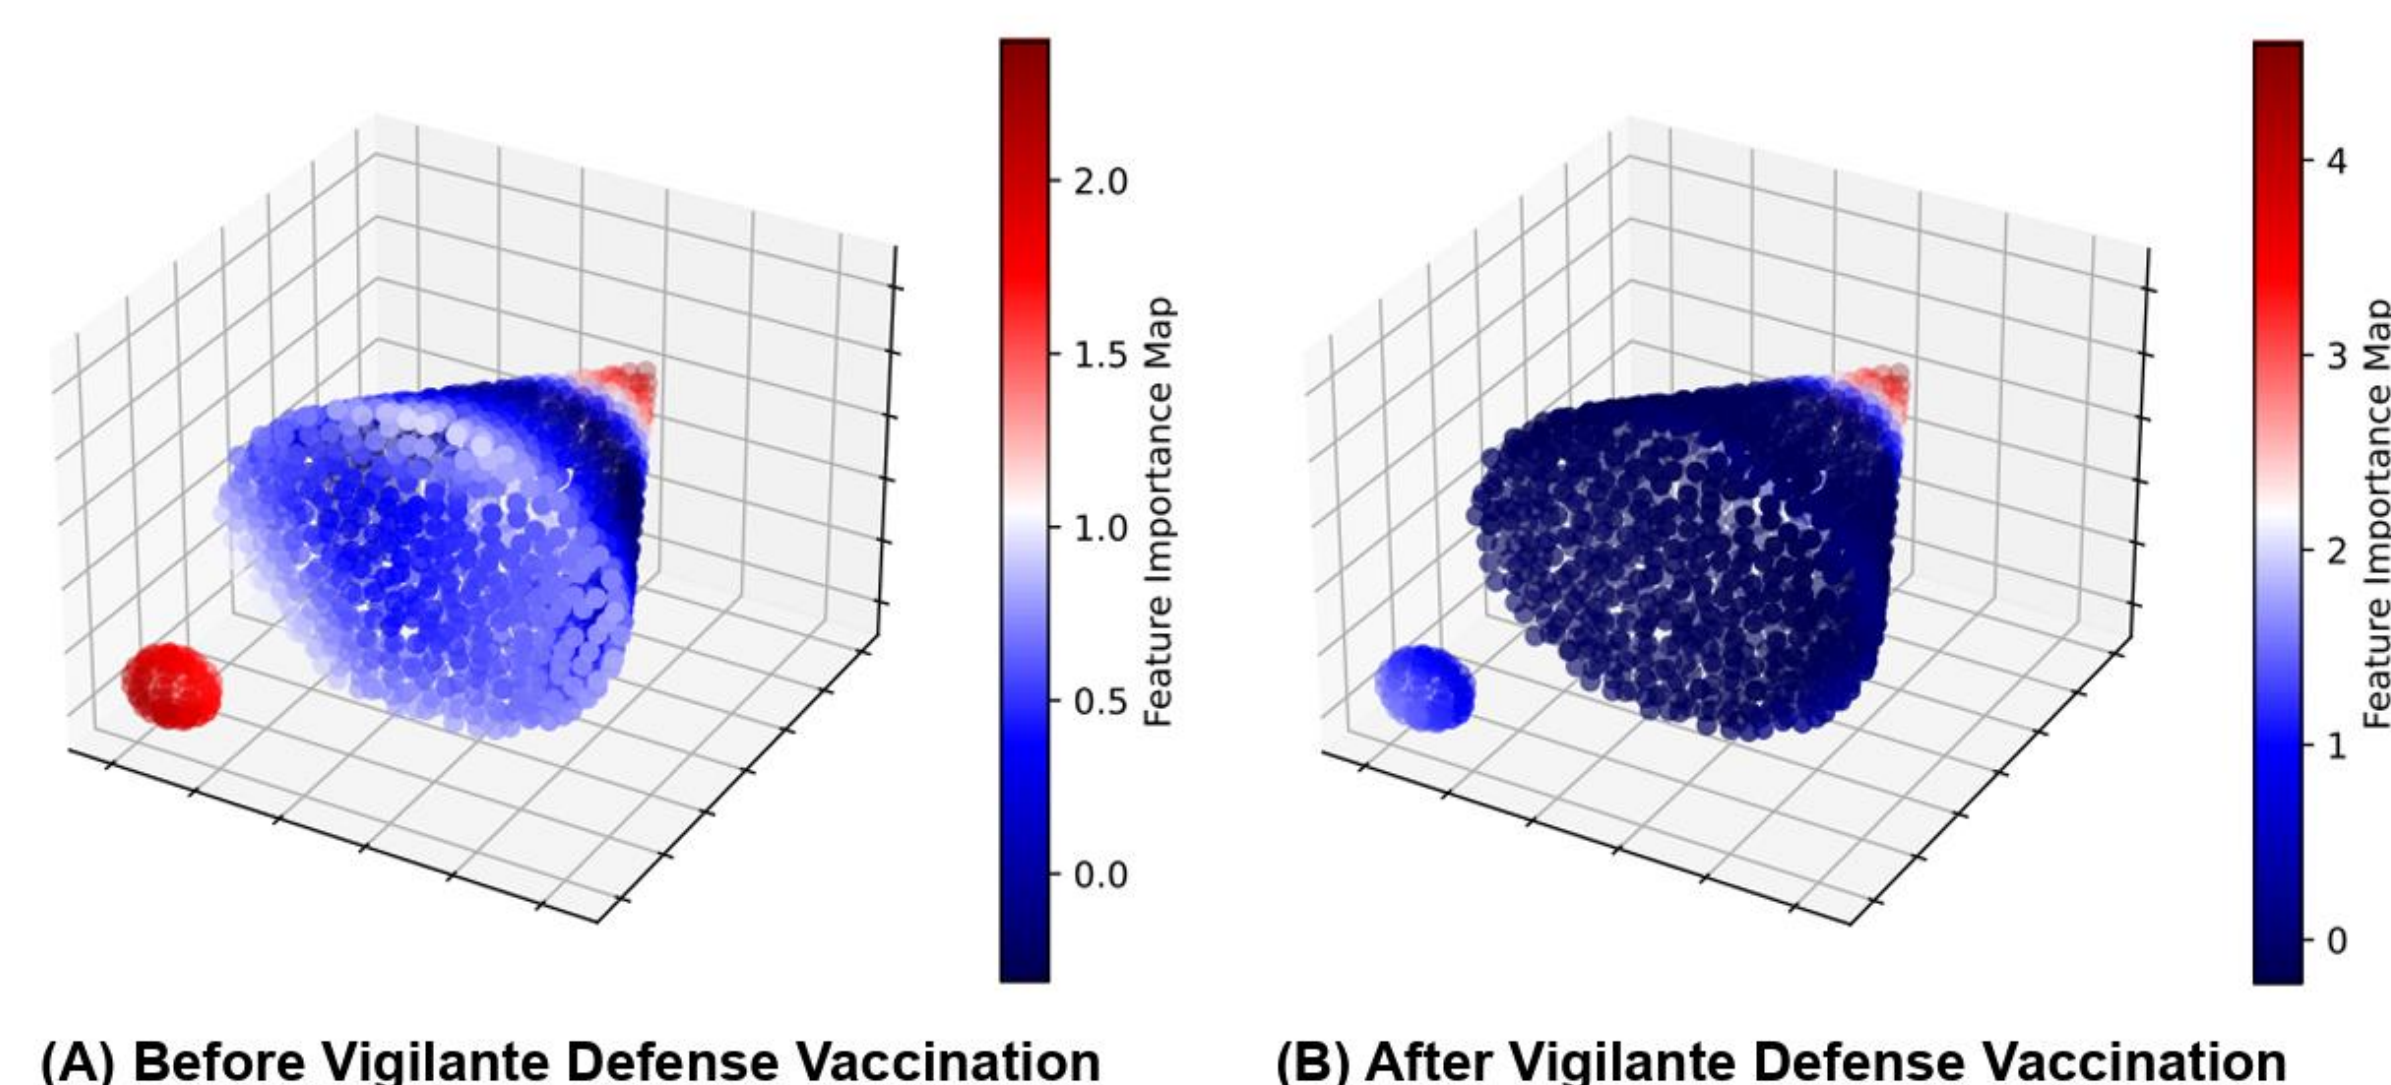 2.0
1.5
1.0
0.5
0.0
Feature Importance Map
4
3
2
1
0
Feature Importance Map
(A) Before Vigilante Defense Vaccination
(B) After Vigilante Defense Vaccination